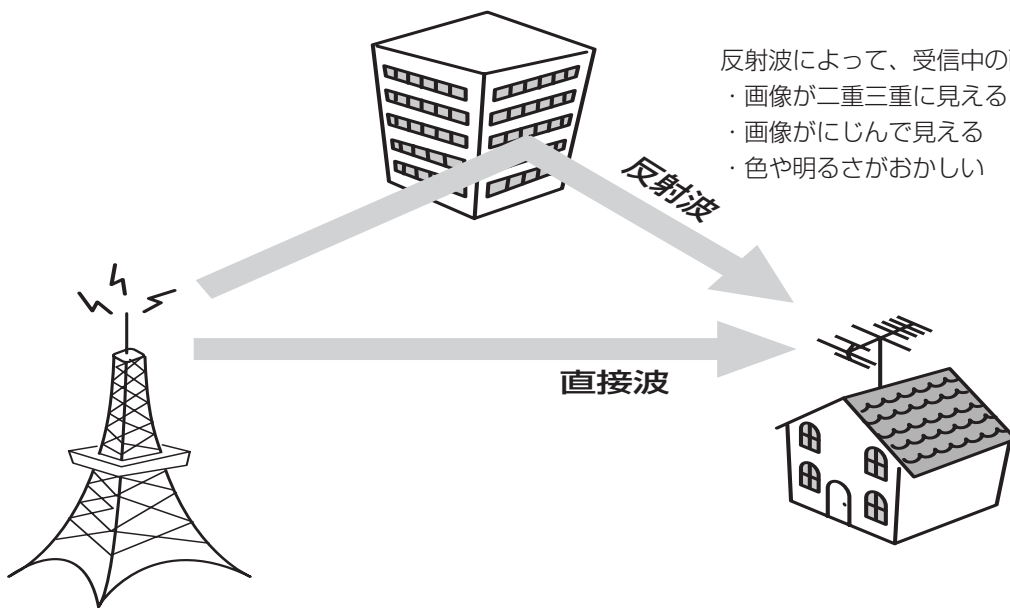 反射波によって、受信中の
・画像が二重三重に見える
・画像がにじんで見える
・色や明るさがおかしい
反射波
直接波